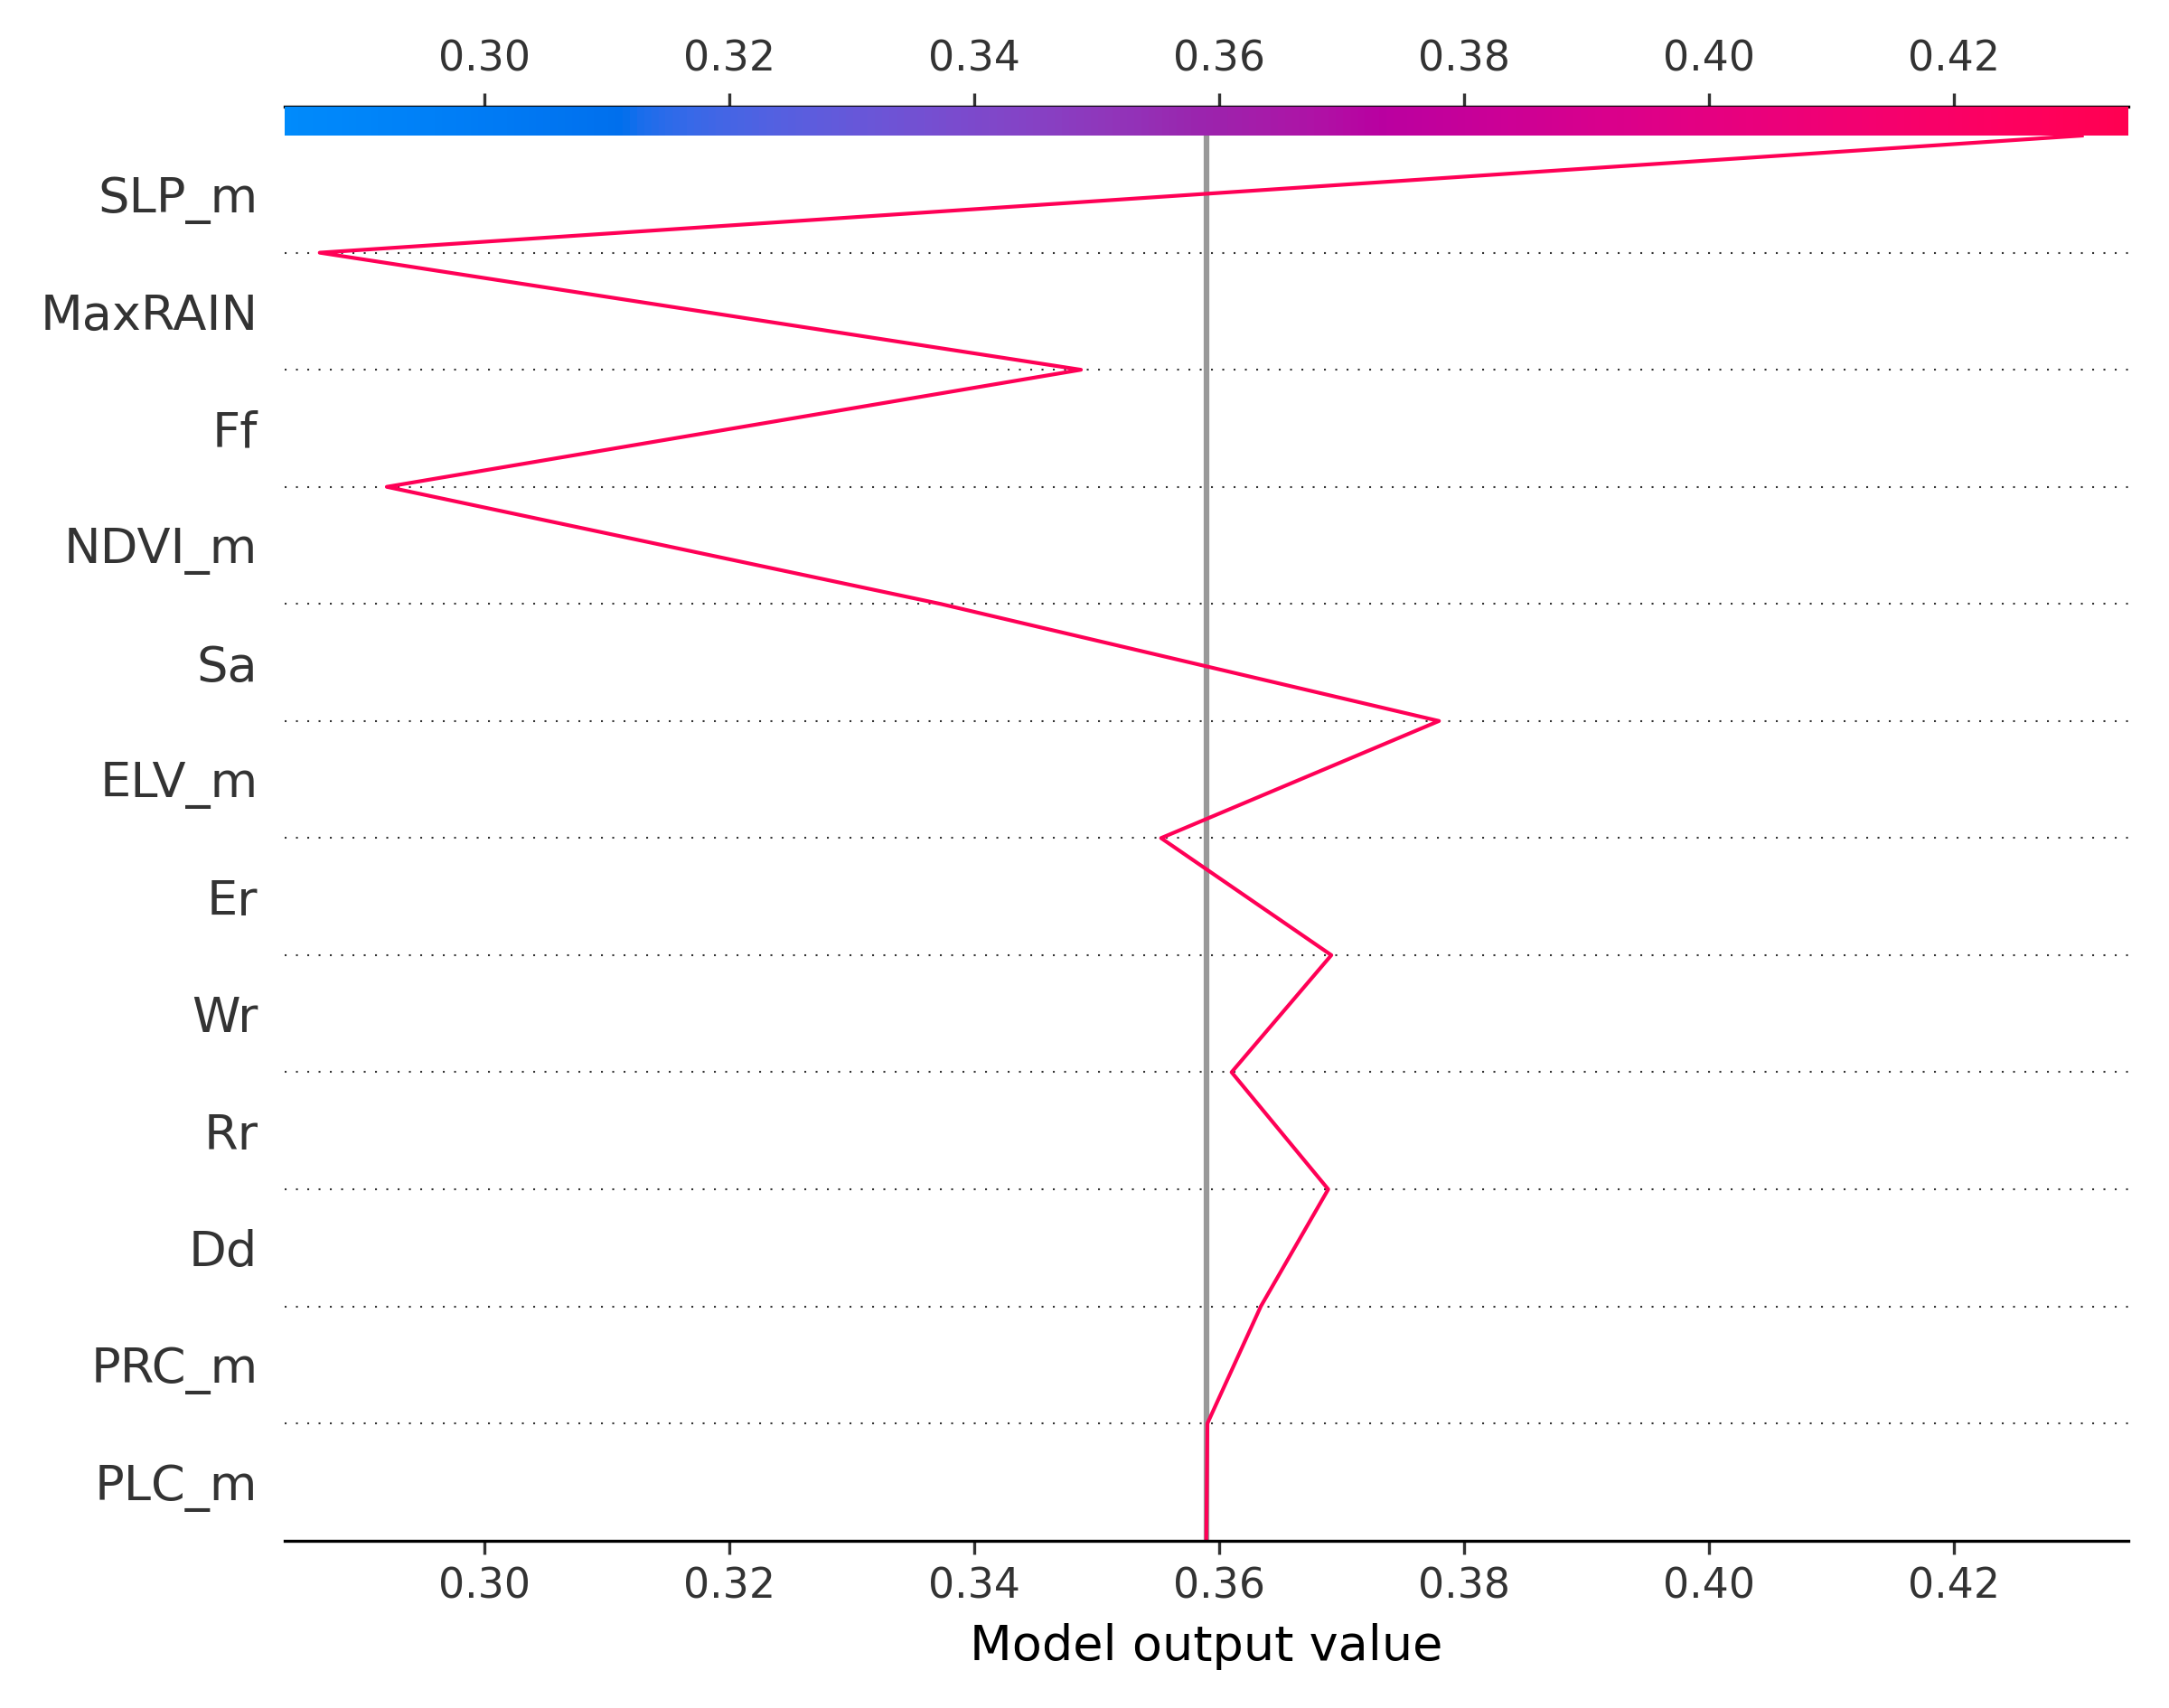 0.30 0.32 0.34 0.36 0.38 0.40 0.42
SLP_m
MaxRAIN
Ff
NDVI_m
Sa
ELV_m
Er
Wr
Rr
Dd
PRC_m
PLC_m
0.30 0.32 0.34 0.36 0.38 0.40 0.42
Model output value